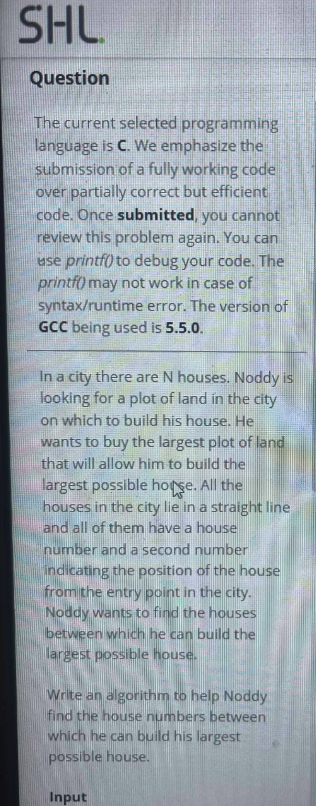 SHL.
Question
The current selected programming
language is C. We emphasize the
submission of a fully working code
over partially correct but efficient
code. Once submitted, you cannot
review this problem again. You can
use printf() to debug your code. The
printf() may not work in case of
syntax/runtime error. The version of
GCC being used is 5.5.0.
In a city there are N houses. Noddy is
looking for a plot of land in the city
on which to build his house. He
wants to buy the largest plot of land
that will allow him to build the
largest possible house. All the
houses in the city lie in a straight line
and all of them have a house
number and a second number
indicating the position of the house
from the entry point in the city.
Noddy wants to find the houses
between which he can build the
largest possible house.
Write an algorithm to help Noddy
find the house numbers between
which he can build his largest
possible house.
Input